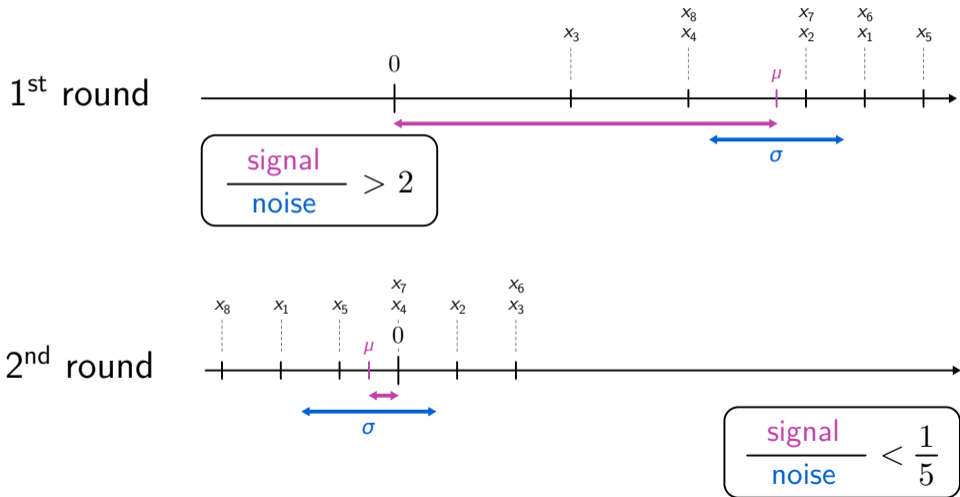 x₈ x₇ x₆
x₃ x₄ x₂ x₁ x₅
0 μ
1ˢᵗ round
σ
signal
noise
> 2
x₇ x₆
x₈ x₁ x₅ x₄ x₂ x₃
μ 0
2ⁿᵈ round
σ
signal
noise
< 1
5